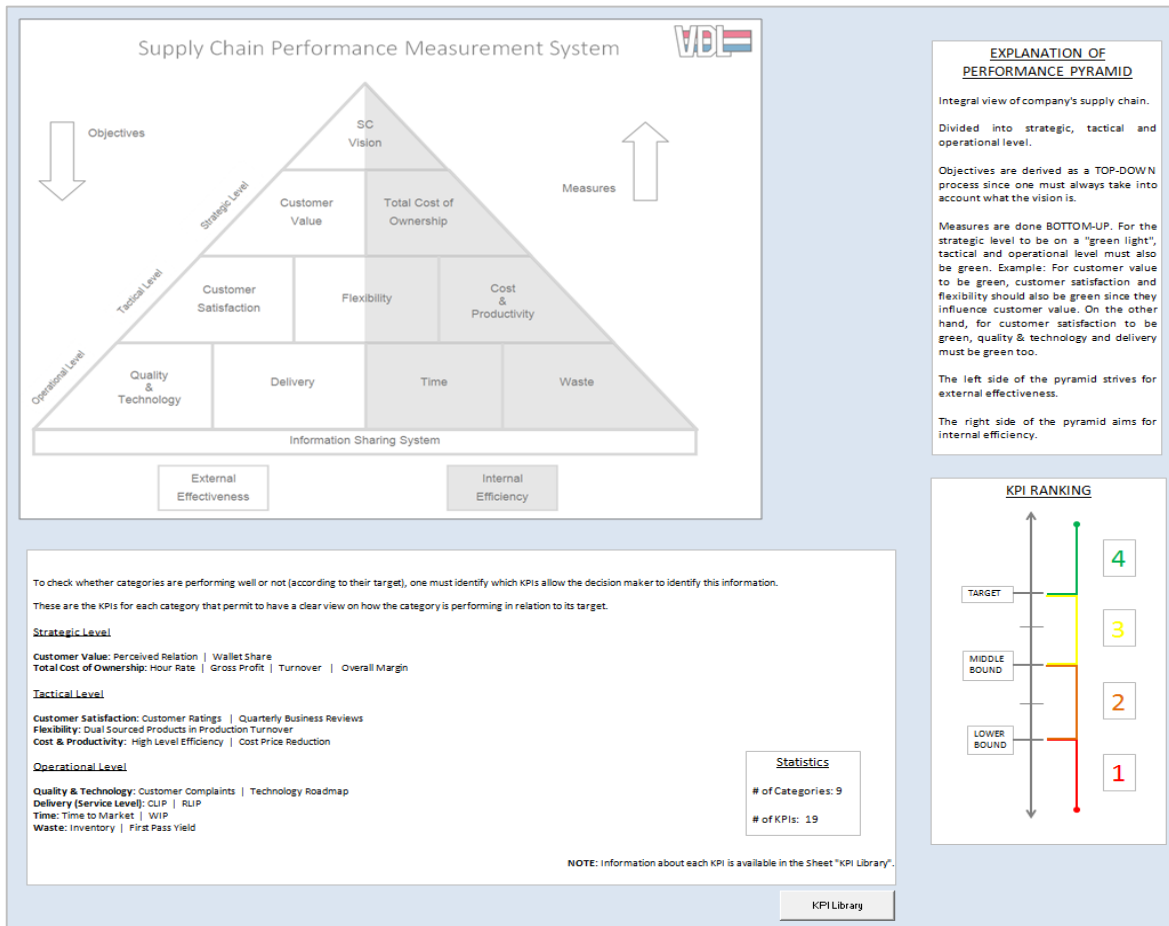 Supply Chain Performance Measurement System
VDL
Objectives
Measures
SC
Vision
Strategic Level
Customer
Value
Total Cost of
Ownership
Tactical Level
Customer
Satisfaction
Flexibility
Cost
&
Productivity
Operational Level
Quality
&
Technology
Delivery
Time
Waste
Information Sharing System
External
Effectiveness
Internal
Efficiency
EXPLANATION OF
PERFORMANCE PYRAMID
Integral view of company's supply chain.
Divided into strategic, tactical and
operational level.
Objectives are derived as a TOP-DOWN
process since one must always take into
account what the vision is.
Measures are done BOTTOM-UP. For the
strategic level to be on a "green light",
tactical and operational level must also
be green. Example: For customer value
to be green, customer satisfaction and
flexibility should also be green since they
influence customer value. On the other
hand, for customer satisfaction to be
green, quality & technology and delivery
must be green too.
The left side of the pyramid strives for
external effectiveness.
The right side of the pyramid aims for
internal efficiency.
KPI RANKING
4
TARGET
3
MIDDLE
BOUND
2
LOWER
BOUND
1
To check whether categories are performing well or not (according to their target), one must identify which KPIs allow the decision maker to identify this information.
These are the KPIs for each category that permit to have a clear view on how the category is performing in relation to its target.
Strategic Level
Customer Value: Perceived Relation | Wallet Share
Total Cost of Ownership: Hour Rate | Gross Profit | Turnover | Overall Margin
Tactical Level
Customer Satisfaction: Customer Ratings | Quarterly Business Reviews
Flexibility: Dual Sourced Products in Production Turnover
Cost & Productivity: High Level Efficiency | Cost Price Reduction
Operational Level
Quality & Technology: Customer Complaints | Technology Roadmap
Delivery (Service Level): CLIP | RLIP
Time: Time to Market | WIP
Waste: Inventory | First Pass Yield
Statistics
# of Categories: 9
# of KPIs: 19
NOTE: Information about each KPI is available in the Sheet "KPI Library".
KPI Library